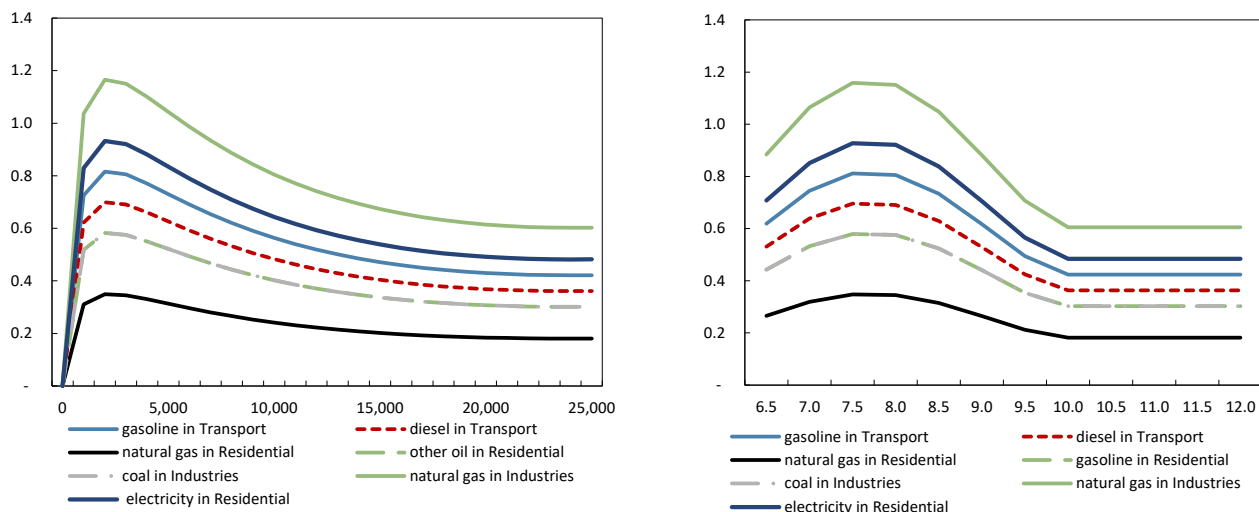 1.4
1.2
1.0
0.8
0.6
0.4
0.2
-
0 5,000 10,000 15,000 20,000 25,000
gasoline in Transport diesel in Transport
natural gas in Residential other oil in Residential
coal in Industries natural gas in Industries
electricity in Residential
1.4
1.2
1.0
0.8
0.6
0.4
0.2
-
6.5 7.0 7.5 8.0 8.5 9.0 9.5 10.0 10.5 11.0 11.5 12.0
gasoline in Transport diesel in Transport
natural gas in Residential gasoline in Residential
coal in Industries natural gas in Industries
electricity in Residential